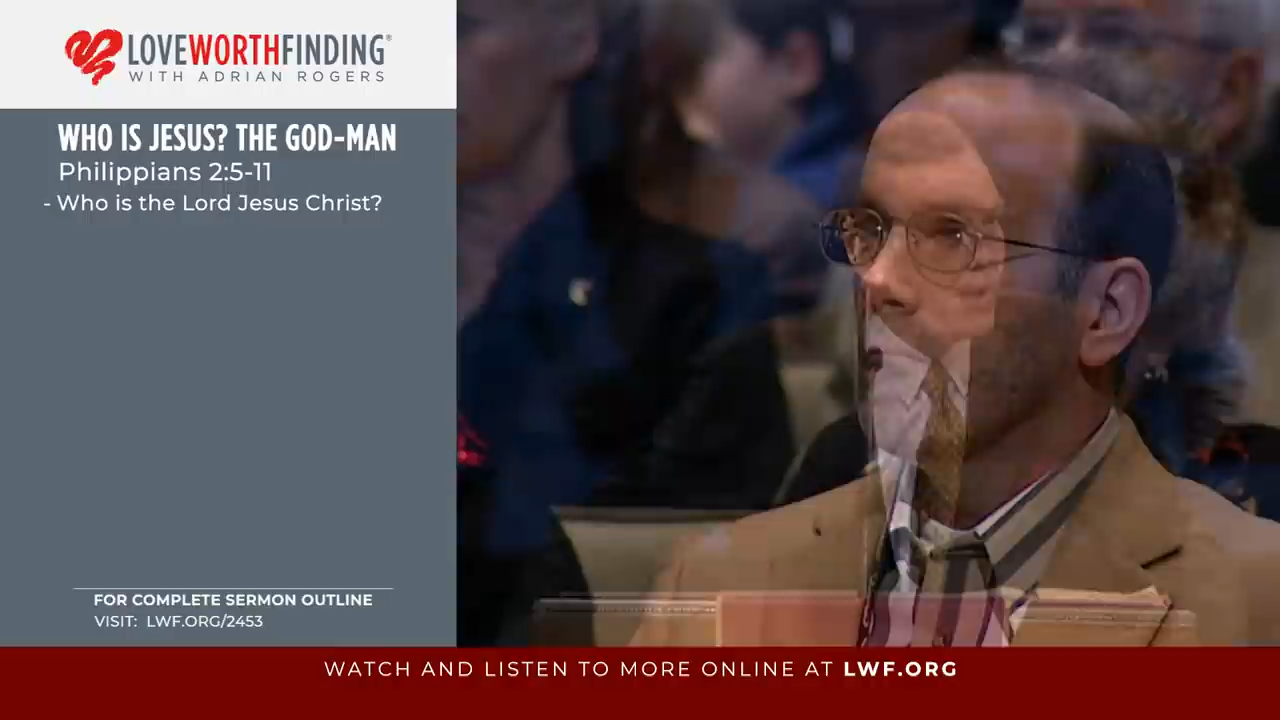 LOVEWORTHFINDING®
WITH ADRIAN ROGERS
WHO IS JESUS? THE GOD-MAN
Philippians 2:5-11
- Who is the Lord Jesus Christ?
FOR COMPLETE SERMON OUTLINE
VISIT: LWF.ORG/2453
WATCH AND LISTEN TO MORE ONLINE AT LWF.ORG